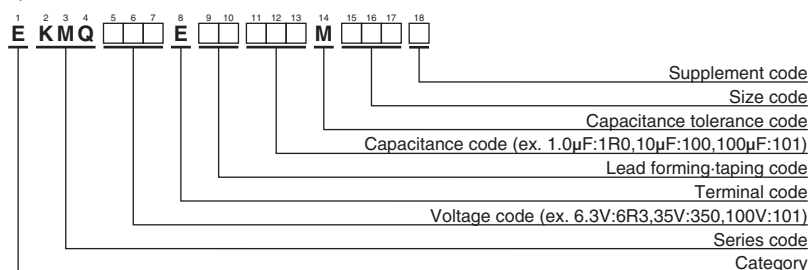 1 2 3 4 5 6 7 8 9 10 11 12 13 14 15 16 17 18
E KMQ □□□ E □□ □□□ M □□□ □
Supplement code
Size code
Capacitance tolerance code
Capacitance code (ex. 1.0μF:1R0,10μF:100,100μF:101)
Lead forming·taping code
Terminal code
Voltage code (ex. 6.3V:6R3,35V:350,100V:101)
Series code
Category